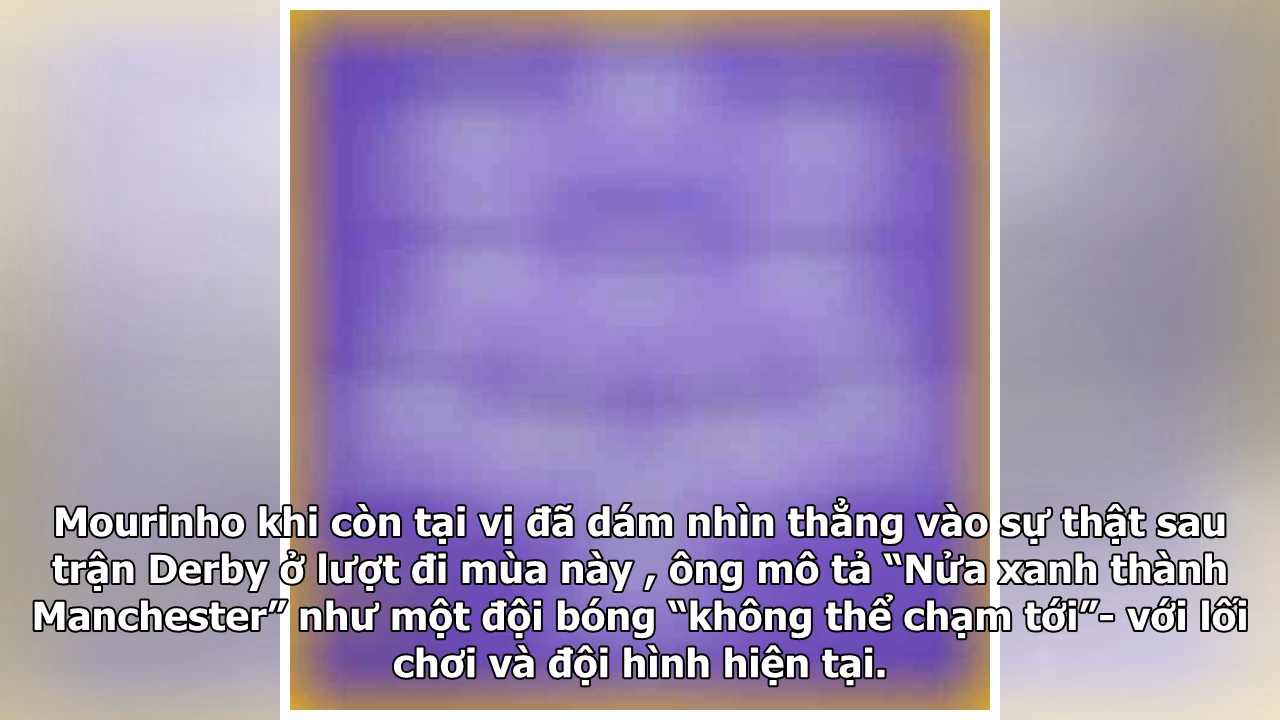 Mourinho khi còn tại vị đã dám nhìn thẳng vào sự thật sau
trận Derby ở lượt đi mùa này , ông mô tả “Nửa xanh thành
Manchester” như một đội bóng “không thể chạm tới”- với lối
chơi và đội hình hiện tại.